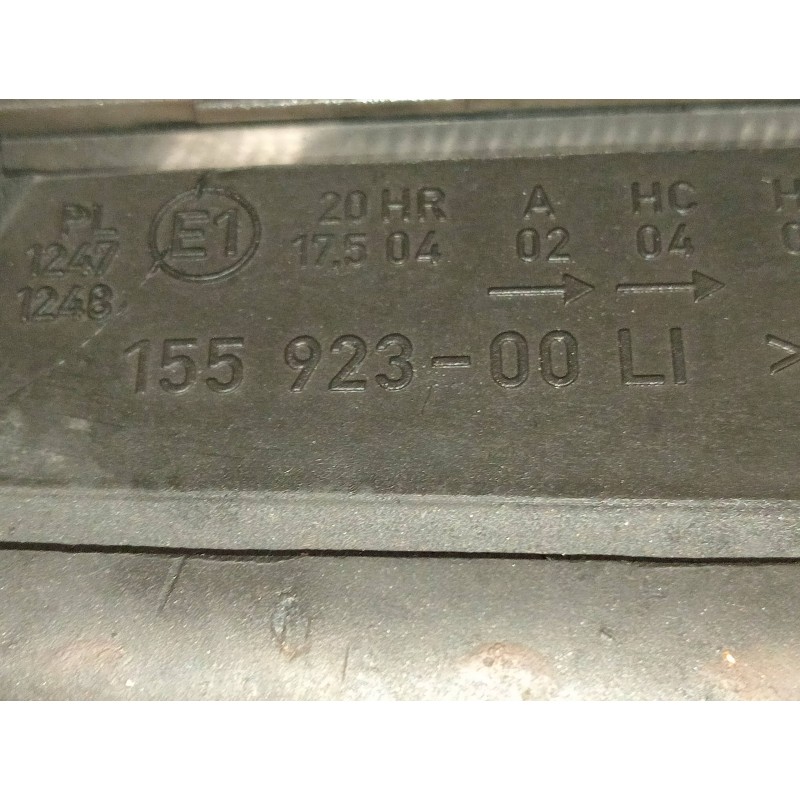 PL E1 20 HR A HC H
1247 17.5 04 02 04
1248 → →
155 923-00 LI >